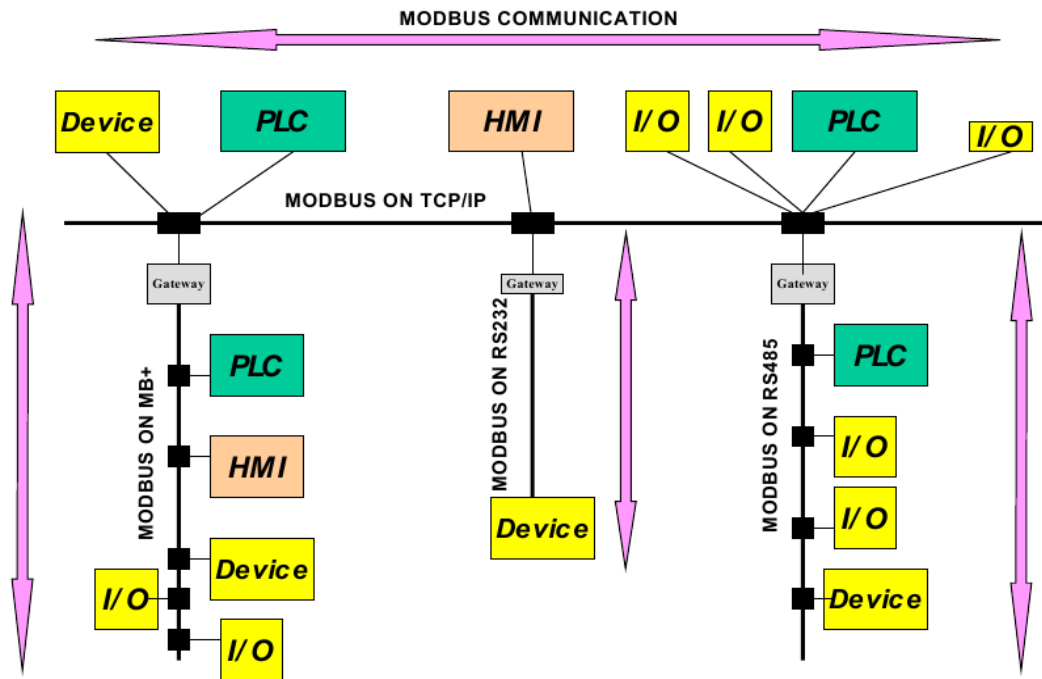 MODBUS COMMUNICATION
Device
PLC
HMI
I/O
I/O
PLC
I/O
MODBUS ON TCP/IP
Gateway
Gateway
Gateway
MODBUS ON MB+
PLC
HMI
Device
I/O
I/O
MODBUS ON RS232
Device
MODBUS ON RS485
PLC
I/O
I/O
Device